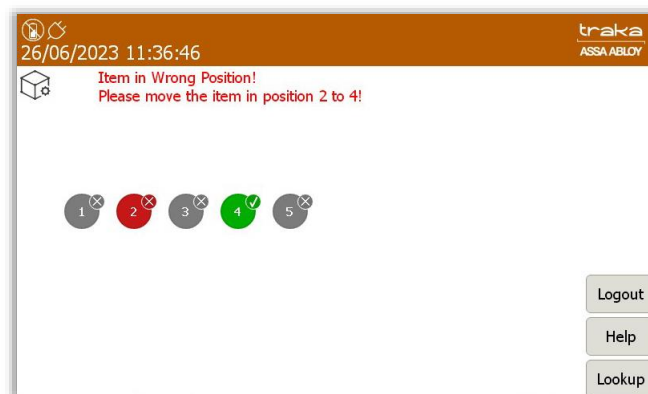 traka
26/06/2023 11:36:46
ASSA ABLOY
Item in Wrong Position!
Please move the item in position 2 to 4!
1 2 3 4 5
Logout
Help
Lookup